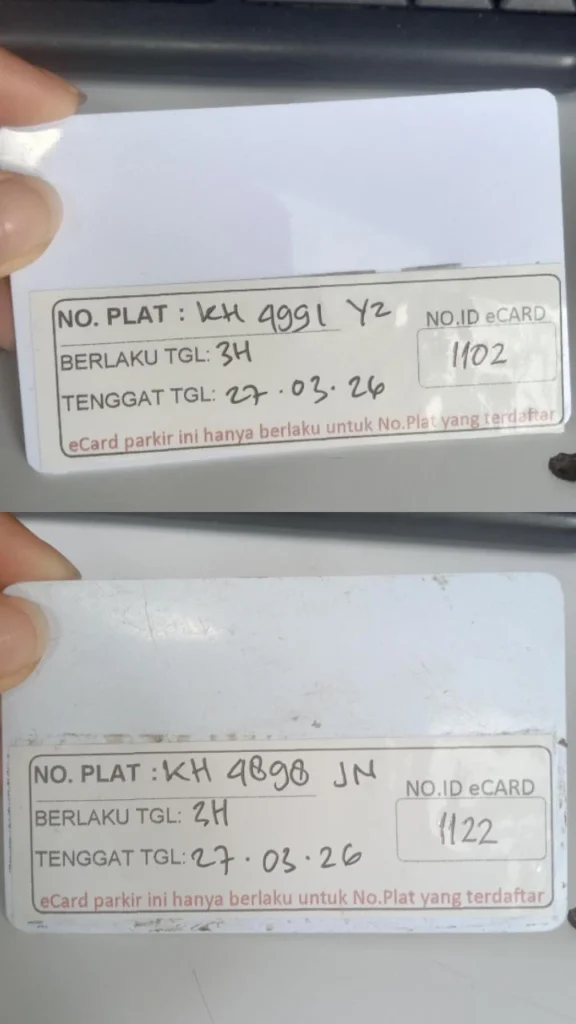 NO. PLAT : KH 9991 YZ
BERLAKU TGL: 3H
TENGGAT TGL: 27.03.26
NO.ID eCARD
1102
eCard parkir ini hanya berlaku untuk No.Plat yang terdaftar
NO. PLAT : KH 9898 JN
BERLAKU TGL: 3H
TENGGAT TGL: 27.03.26
NO.ID eCARD
1122
eCard parkir ini hanya berlaku untuk No.Plat yang terdaftar